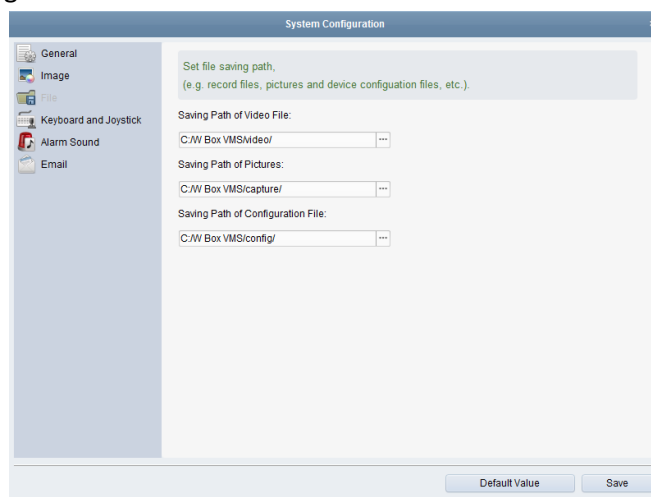 g
System Configuration
General
Image
File
Keyboard and Joystick
Alarm Sound
Email
Set file saving path,
(e.g. record files, pictures and device configuation files, etc.).
Saving Path of Video File:
C:/W Box VMS/video/
Saving Path of Pictures:
C:/W Box VMS/capture/
Saving Path of Configuration File:
C:/W Box VMS/config/
Default Value
Save